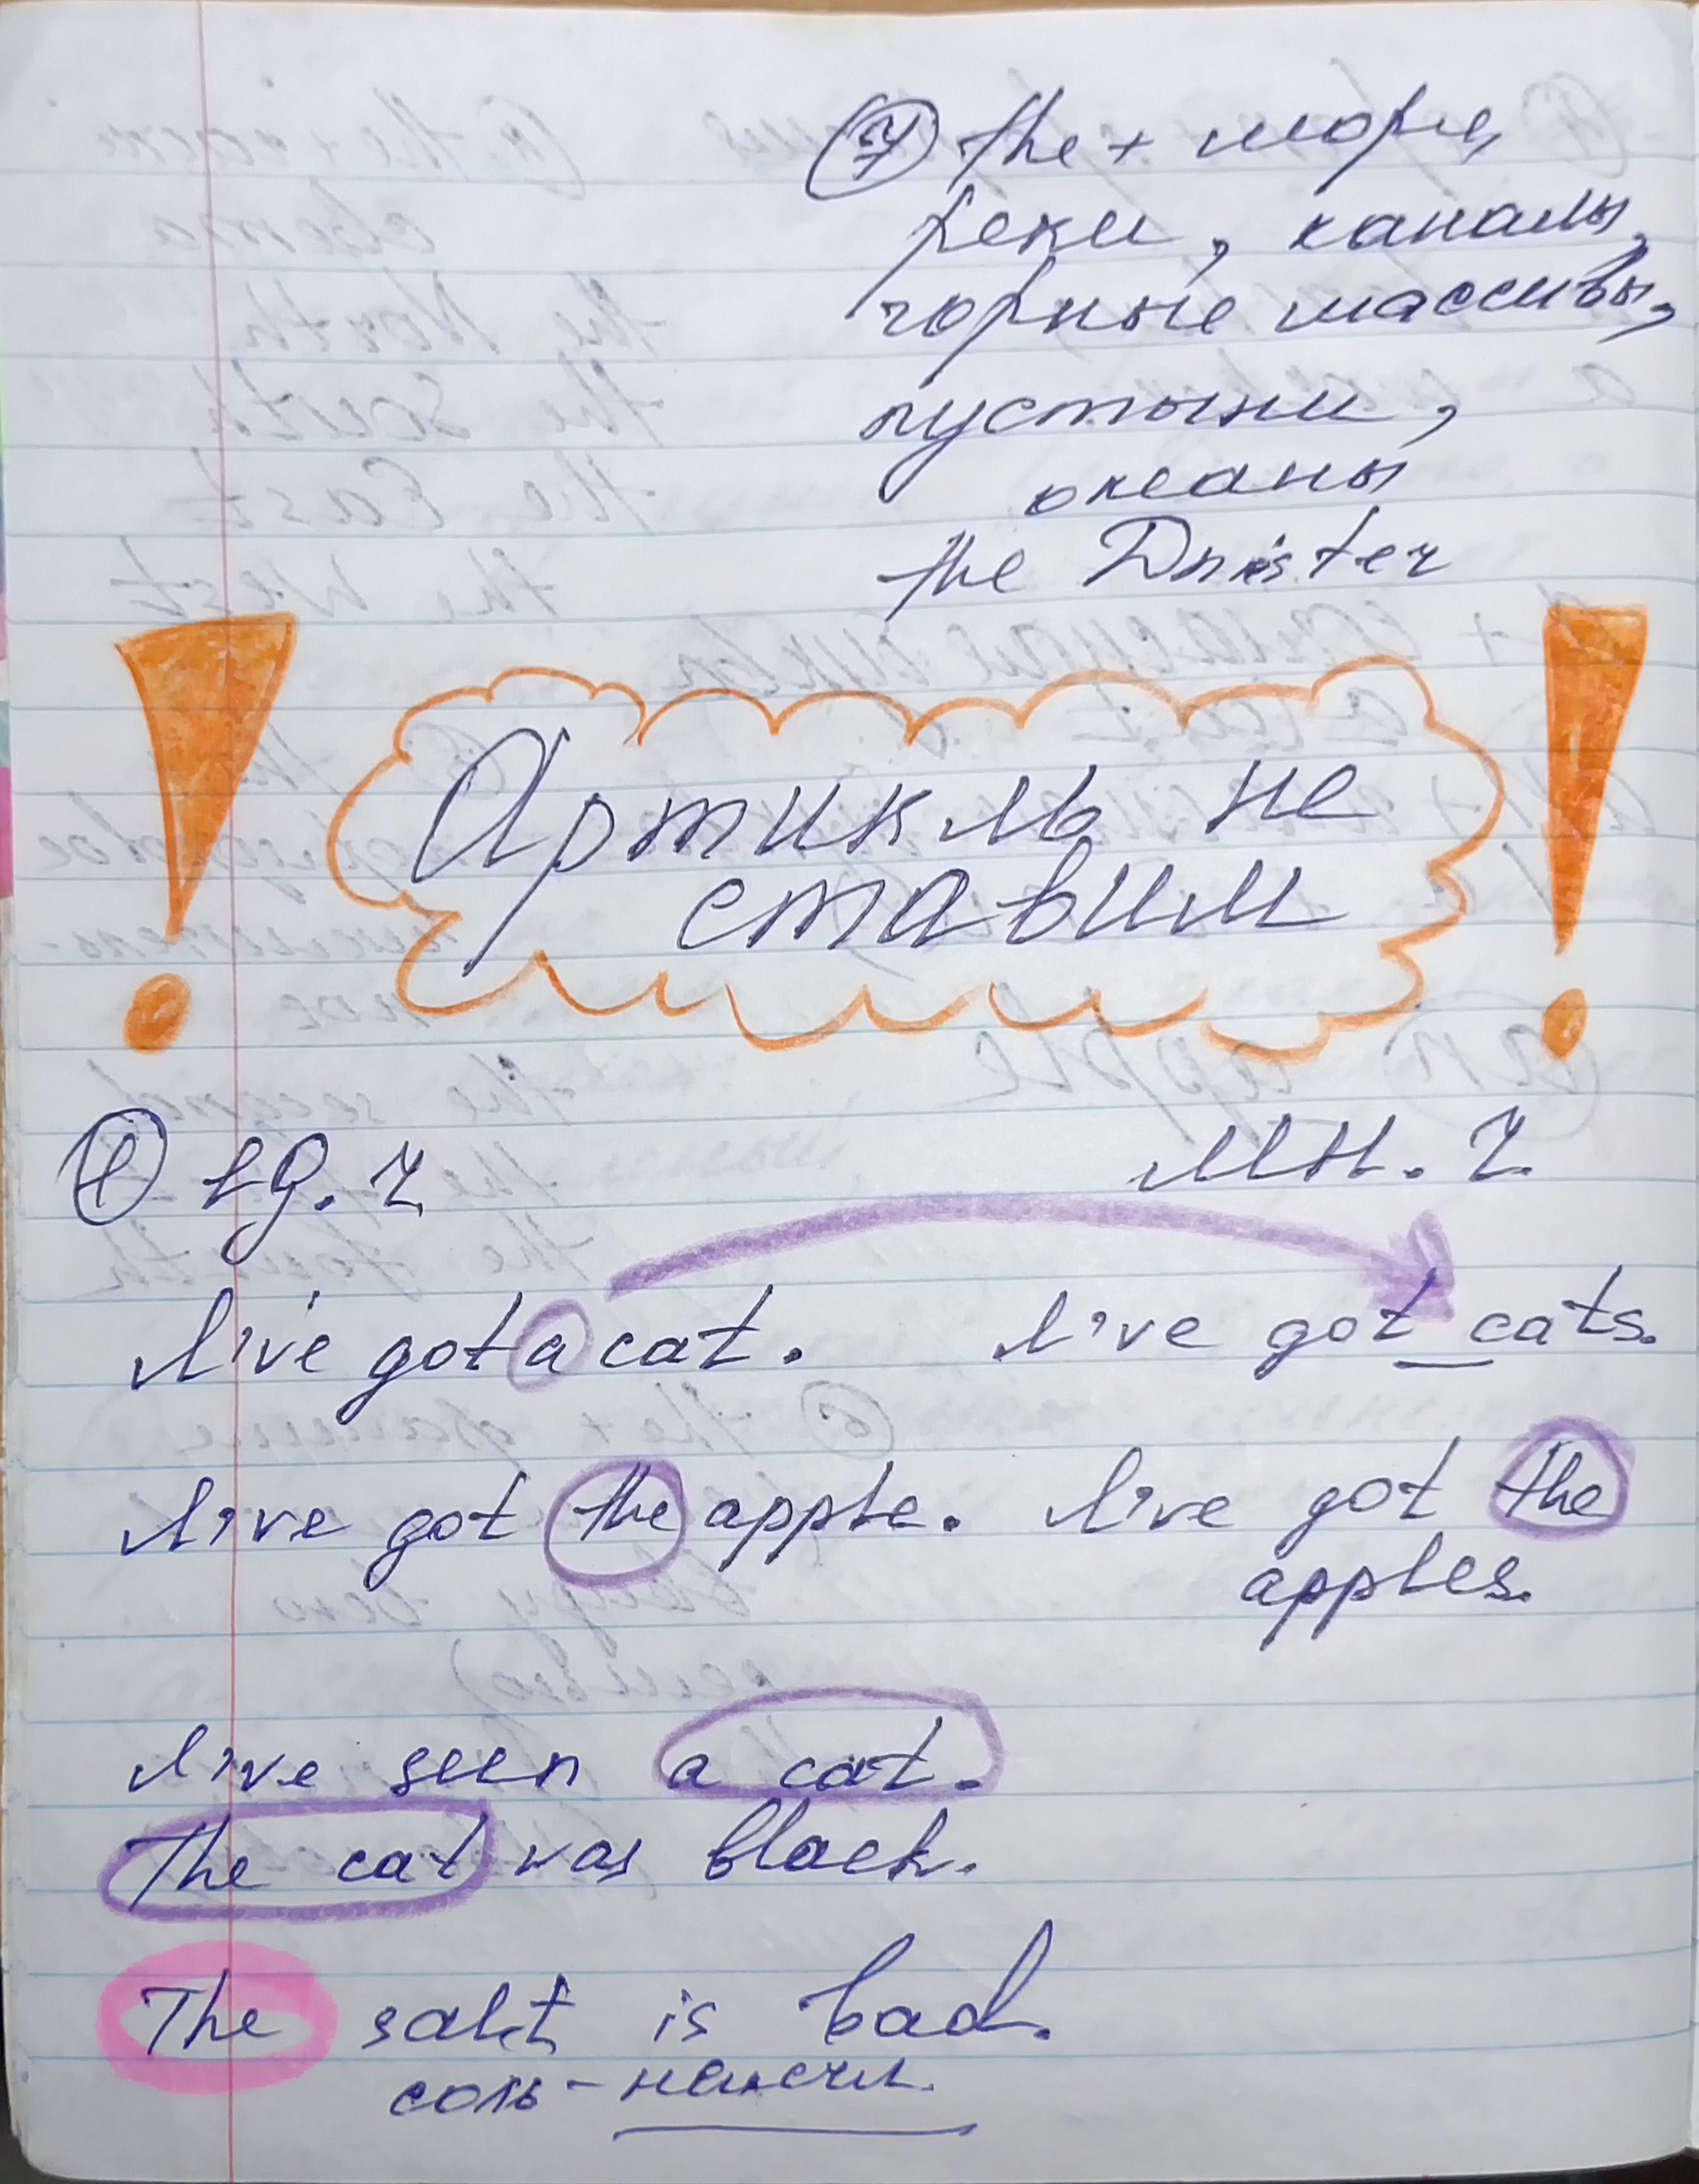 ⑦ the + моря,
реки, каналы,
горные массивы,
пустыни,
океаны
the Dnister
Артикль не
ставим
① ед. ч мн. ч.
I've got a cat. I've got cats.
I've got the apple. I've got the
apples.
I've seen a cat.
The cat was black.
The salt is bad.
соль - неисчи.